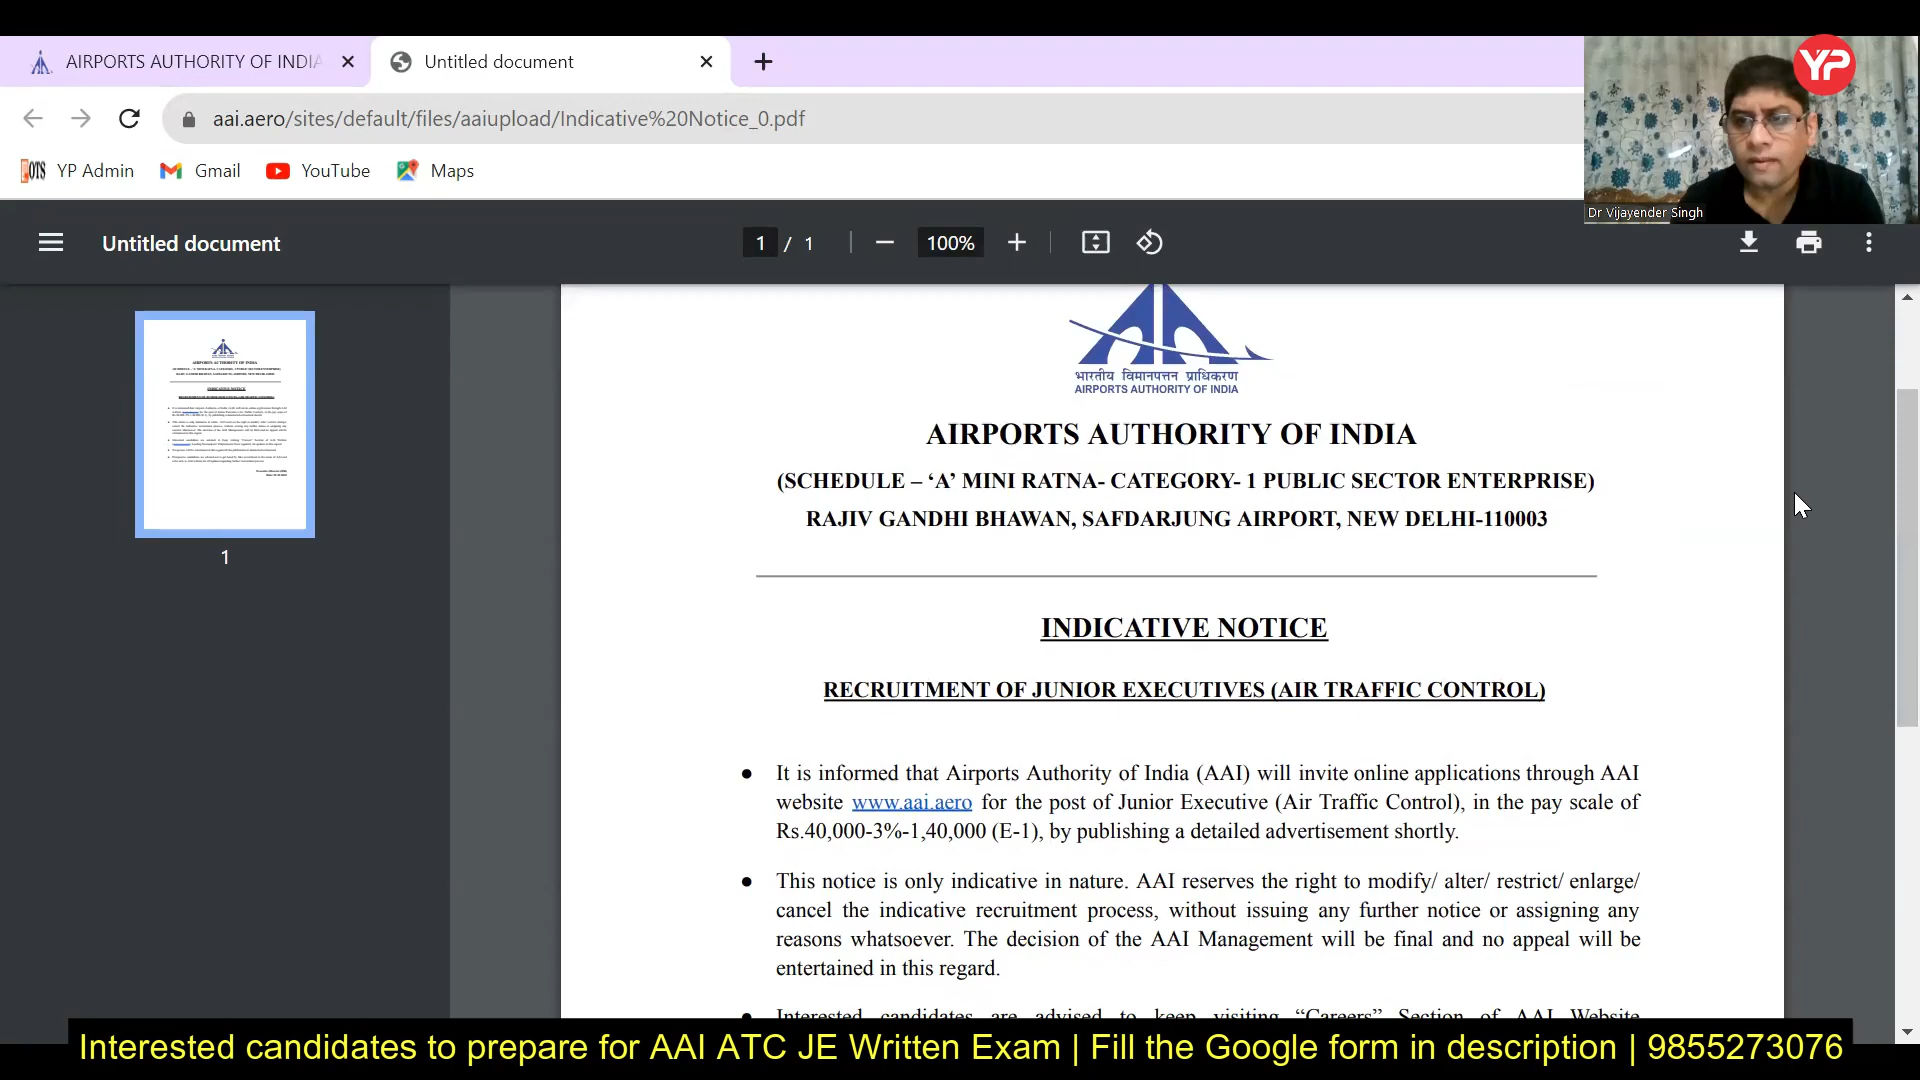 AIRPORTS AUTHORITY OF INDIA
Untitled document
YP
aai.aero/sites/default/files/aaiupload/Indicative%20Notice_0.pdf
OTS YP Admin
Gmail
YouTube
Maps
Dr Vijayender Singh
Untitled document
1 / 1
100%
भारतीय विमानपत्तन प्राधिकरण
AIRPORTS AUTHORITY OF INDIA
AIRPORTS AUTHORITY OF INDIA
(SCHEDULE – ‘A’ MINI RATNA- CATEGORY- 1 PUBLIC SECTOR ENTERPRISE)
RAJIV GANDHI BHAWAN, SAFDARJUNG AIRPORT, NEW DELHI-110003
INDICATIVE NOTICE
RECRUITMENT OF JUNIOR EXECUTIVES (AIR TRAFFIC CONTROL)
● It is informed that Airports Authority of India (AAI) will invite online applications through AAI
website www.aai.aero for the post of Junior Executive (Air Traffic Control), in the pay scale of
Rs.40,000-3%-1,40,000 (E-1), by publishing a detailed advertisement shortly.
● This notice is only indicative in nature. AAI reserves the right to modify/ alter/ restrict/ enlarge/
cancel the indicative recruitment process, without issuing any further notice or assigning any
reasons whatsoever. The decision of the AAI Management will be final and no appeal will be
entertained in this regard.
● Interested candidates are advised to keep visiting “Careers” Section of AAI Website
1
Interested candidates to prepare for AAI ATC JE Written Exam | Fill the Google form in description | 9855273076